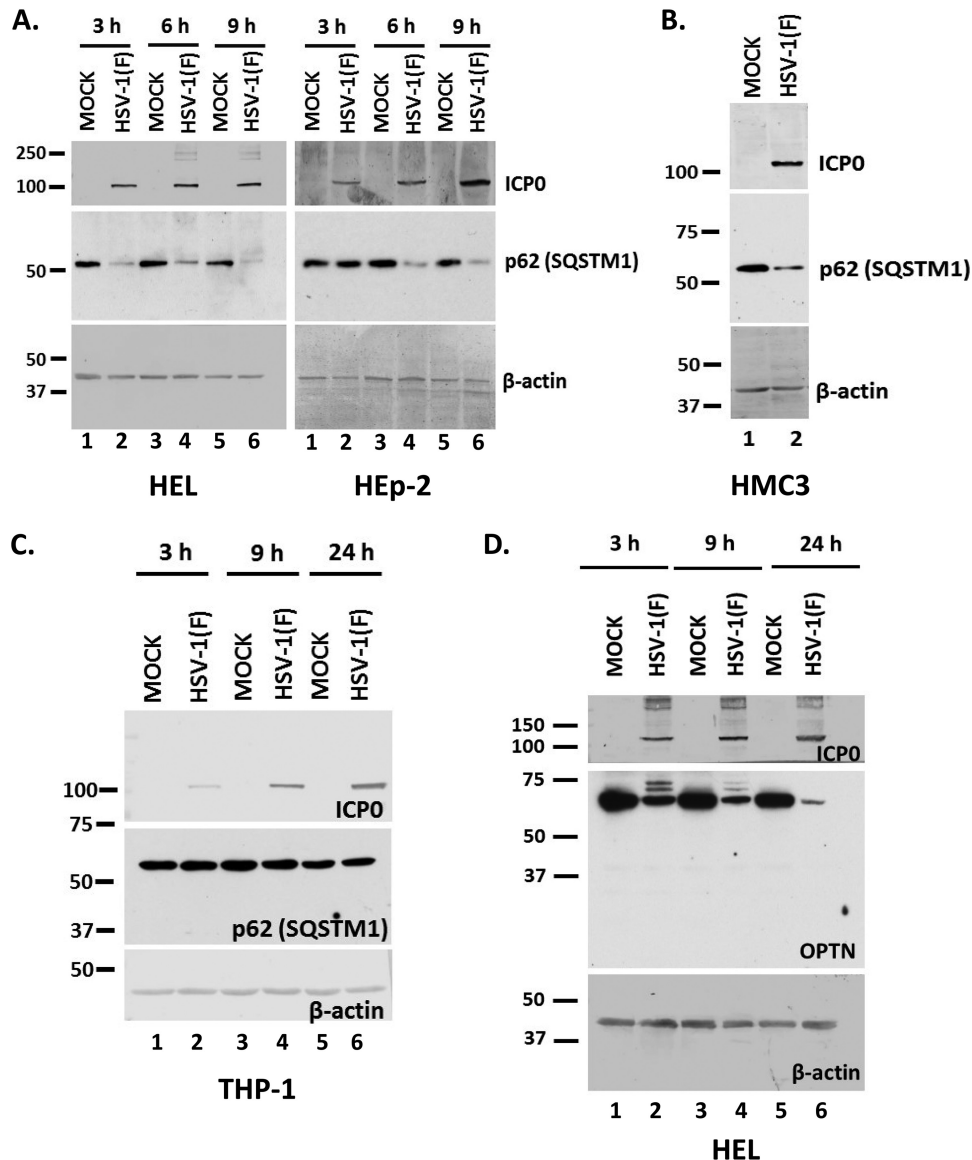 A.
3 h 6 h 9 h 3 h 6 h 9 h
MOCK HSV-1(F) MOCK HSV-1(F) MOCK HSV-1(F) MOCK HSV-1(F) MOCK HSV-1(F) MOCK HSV-1(F)
250
100
ICP0
50
p62 (SQSTM1)
50
37
β-actin
1 2 3 4 5 6 1 2 3 4 5 6
HEL HEp-2
B.
MOCK HSV-1(F)
100
ICP0
75
50
p62 (SQSTM1)
50
37
β-actin
1 2
HMC3
C.
3 h 9 h 24 h
MOCK HSV-1(F) MOCK HSV-1(F) MOCK HSV-1(F)
100
ICP0
75
50
37
p62 (SQSTM1)
50
β-actin
1 2 3 4 5 6
THP-1
D.
3 h 9 h 24 h
MOCK HSV-1(F) MOCK HSV-1(F) MOCK HSV-1(F)
150
100
ICP0
75
50
37
OPTN
50
37
β-actin
1 2 3 4 5 6
HEL